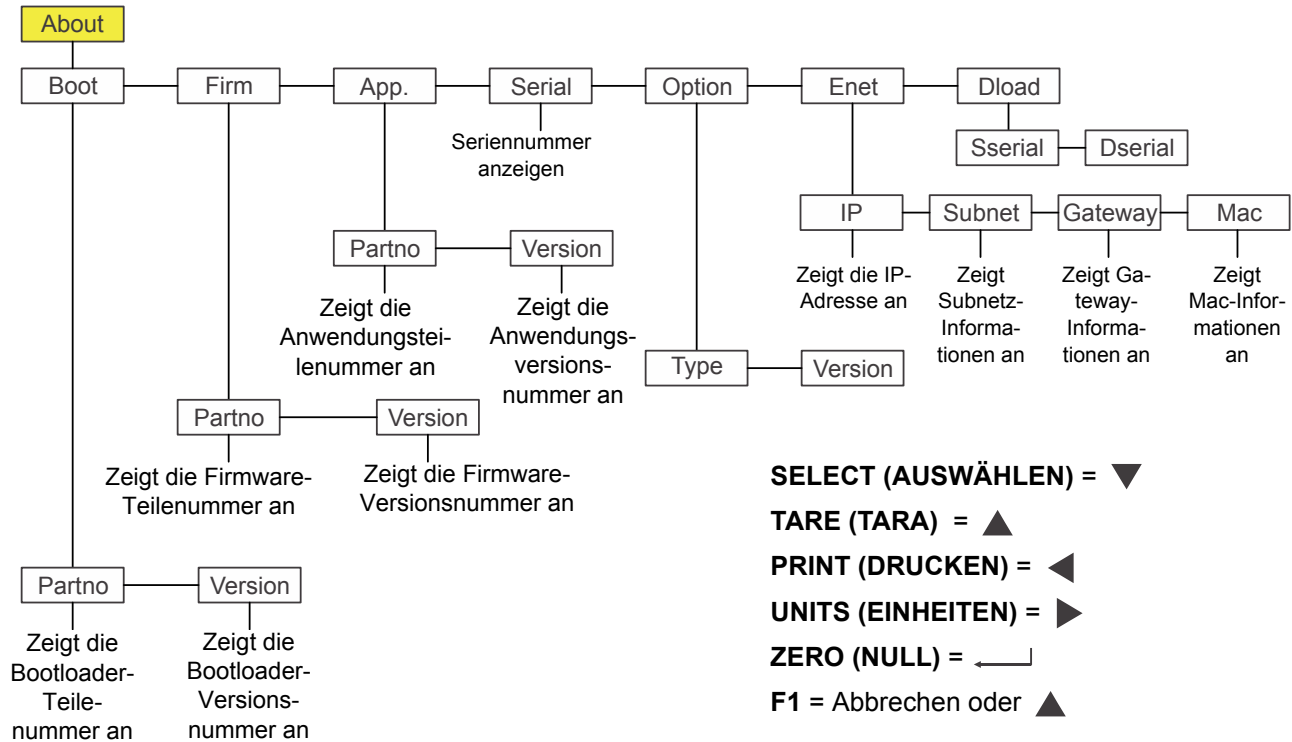 About
Boot
Firm
App.
Serial
Option
Enet
Dload
Seriennummer
anzeigen
Sserial
Dserial
IP
Subnet
Gateway
Mac
Zeigt die IP-
Adresse an
Zeigt
Subnetz-
Informa-
tionen an
Zeigt Ga-
teway-
Informa-
tionen an
Zeigt
Mac-Infor-
mationen
an
Partno
Version
Zeigt die
Anwendungstei-
lenummer an
Zeigt die
Anwendungs-
versions-
nummer an
Type
Version
Partno
Version
Zeigt die Firmware-
Teilenummer an
Zeigt die Firmware-
Versionsnummer an
Partno
Version
Zeigt die
Bootloader-
Teile-
nummer an
Zeigt die
Bootloader-
Versions-
nummer an
SELECT (AUSWÄHLEN) = ▼
TARE (TARA) = ▲
PRINT (DRUCKEN) = ◀
UNITS (EINHEITEN) = ▶
ZERO (NULL) = ↵
F1 = Abbrechen oder ▲